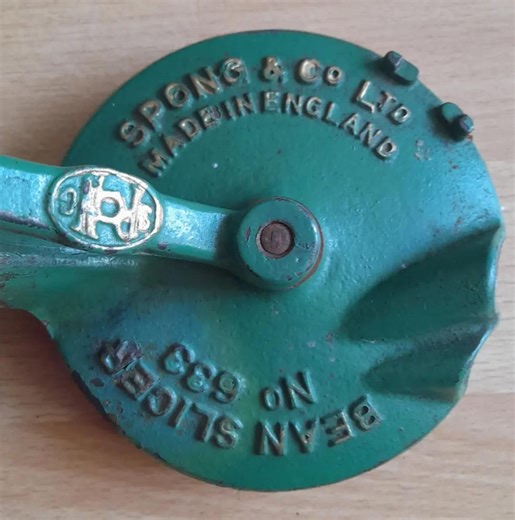 SPONG & CO LTD
MADE IN ENGLAND
BEAN SLICER
No 633